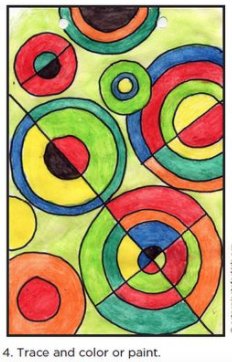 4. Trace and color or paint.